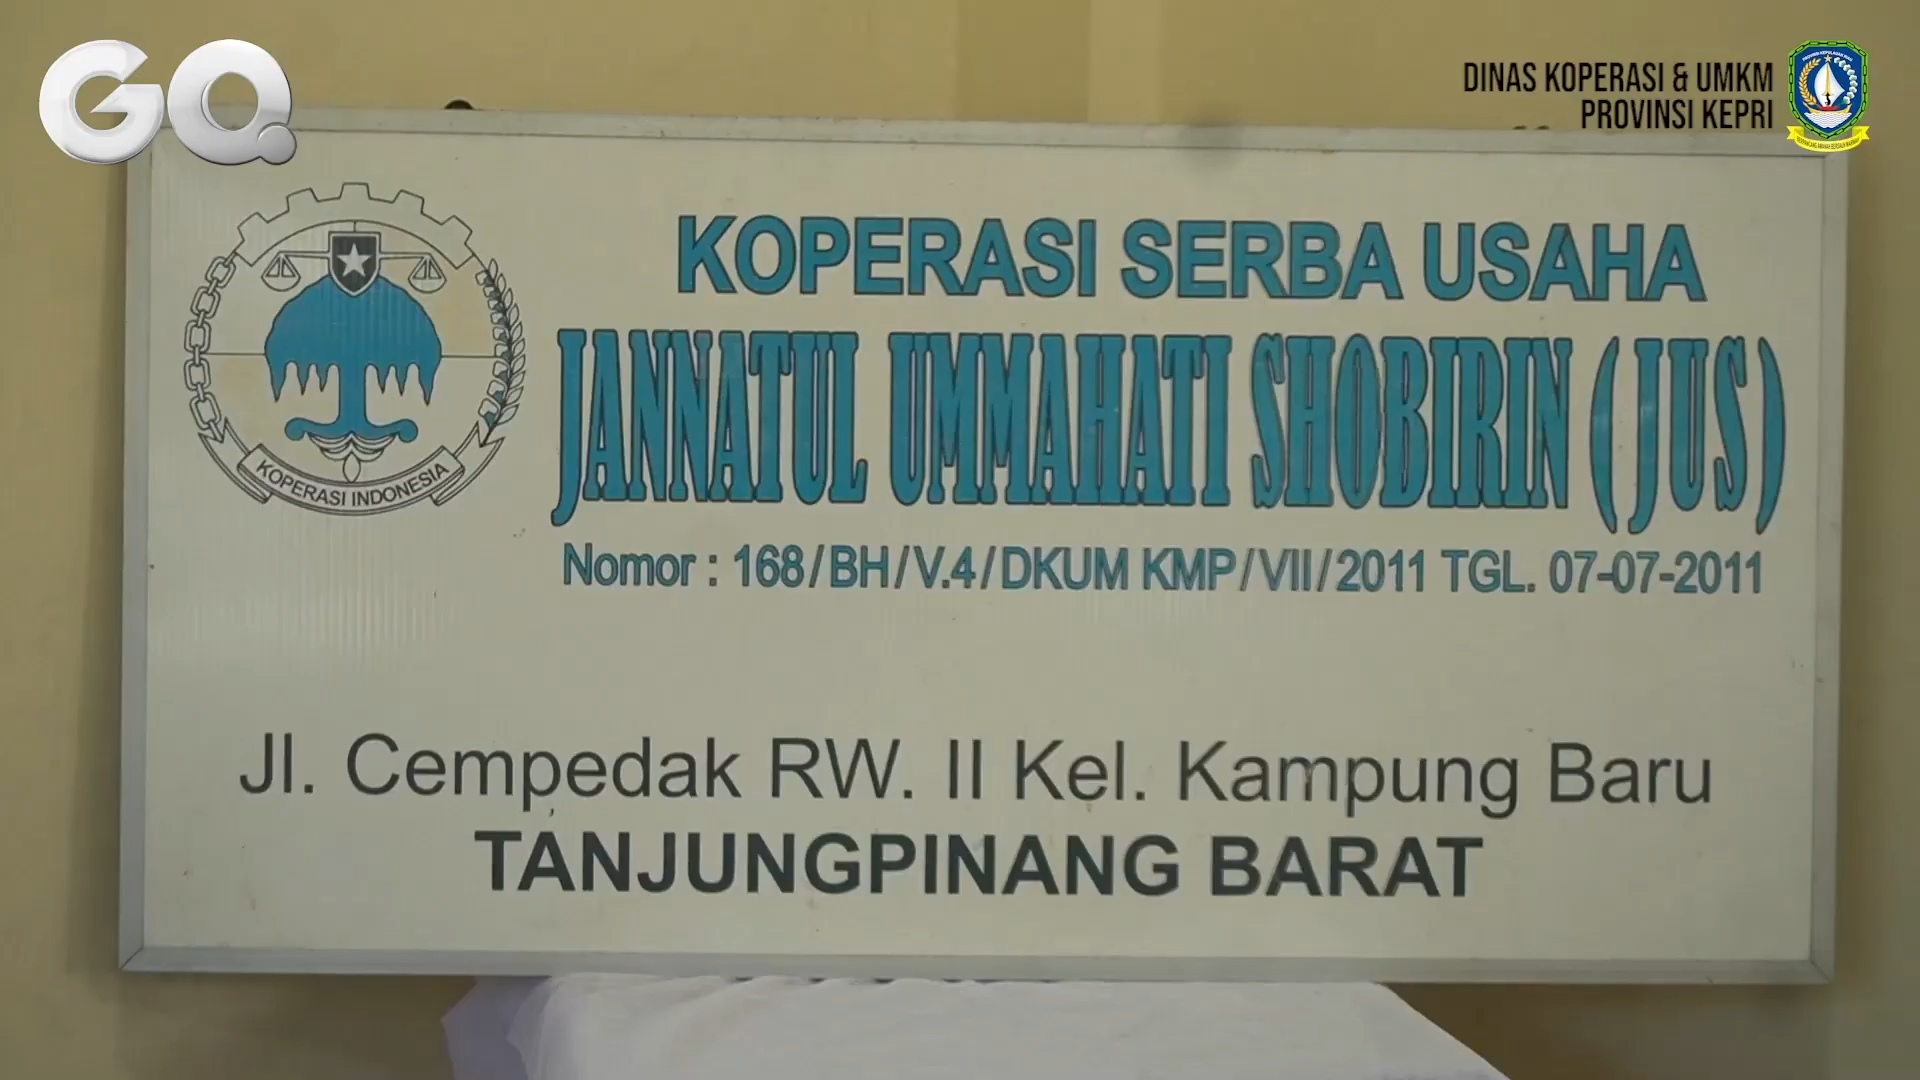 GQ
DINAS KOPERASI & UMKM
PROVINSI KEPRI
KOPERASI SERBA USAHA
JANNATUL UMMAHATI SHOBIRIN (JUS)
Nomor : 168/BH/V.4/DKUM KMP/VII/2011 TGL. 07-07-2011
KOPERASI INDONESIA
Jl. Cempedak RW. II Kel. Kampung Baru
TANJUNGPINANG BARAT